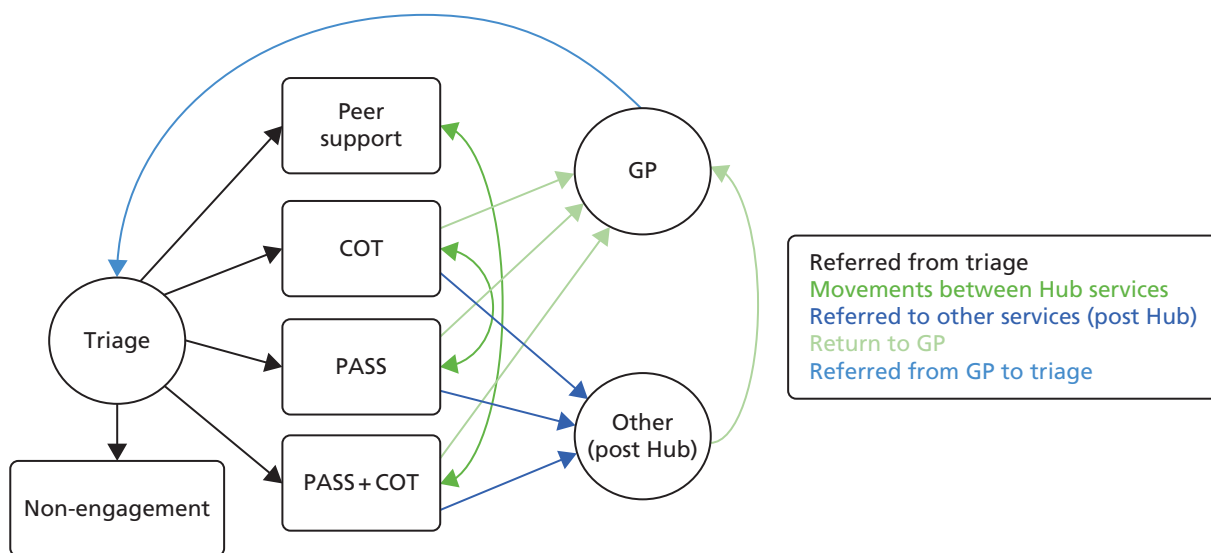 Peer
support
GP
COT
Triage
PASS
Other
(post Hub)
PASS + COT
Non-engagement
Referred from triage
Movements between Hub services
Referred to other services (post Hub)
Return to GP
Referred from GP to triage